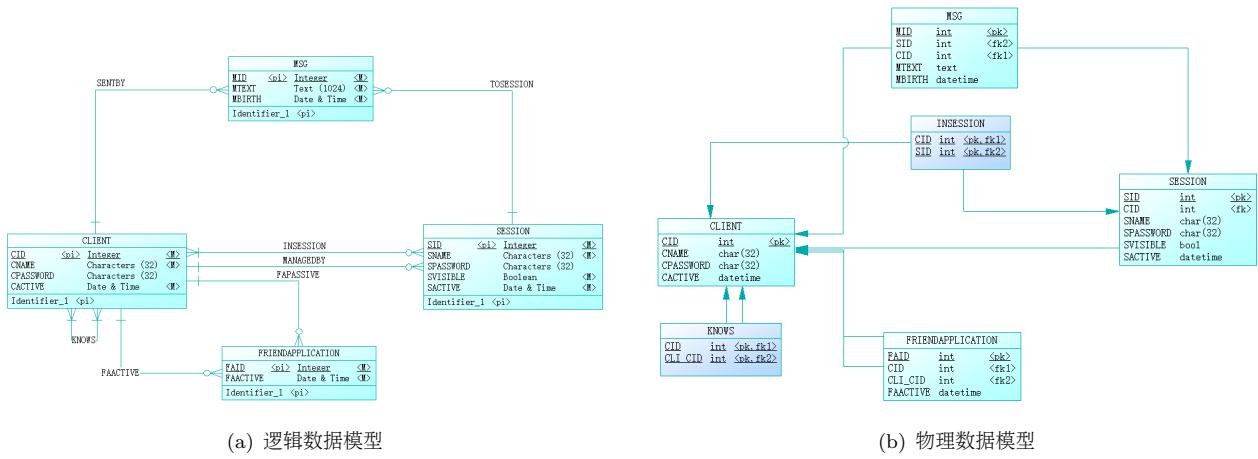 MSG
MID <pi> Integer <M>
MTEXT Text (1024) <M>
MBIRTH Date & Time <M>
Identifier_1 <pi>
SENTBY
TOSESSION
CLIENT
CID <pi> Integer <M>
CNAME Characters (32) <M>
CPASSWORD Characters (32)
CACTIVE Date & Time <M>
Identifier_1 <pi>
INSESSION
MANAGEDBY
FAPASSIVE
SESSION
SID <pi> Integer <M>
SNAME Characters (32) <M>
SPASSWORD Characters (32)
SVISIBLE Boolean <M>
SACTIVE Date & Time <M>
Identifier_1 <pi>
KNOWS
FAACTIVE
FRIENDAPPLICATION
FAID <pi> Integer <M>
FAACTIVE Date & Time <M>
Identifier_1 <pi>
(a) 逻辑数据模型
MSG
MID int <pk>
SID int <fk2>
CID int <fk1>
MTEXT text
MBIRTH datetime
INSESSION
CID int <pk,fk1>
SID int <pk,fk2>
SESSION
SID int <pk>
CID int <fk>
SNAME char(32)
SPASSWORD char(32)
SVISIBLE bool
SACTIVE datetime
CLIENT
CID int <pk>
CNAME char(32)
CPASSWORD char(32)
CACTIVE datetime
KNOWS
CID int <pk,fk1>
CLI_CID int <pk,fk2>
FRIENDAPPLICATION
FAID int <pk>
CID int <fk1>
CLI_CID int <fk2>
FAACTIVE datetime
(b) 物理数据模型